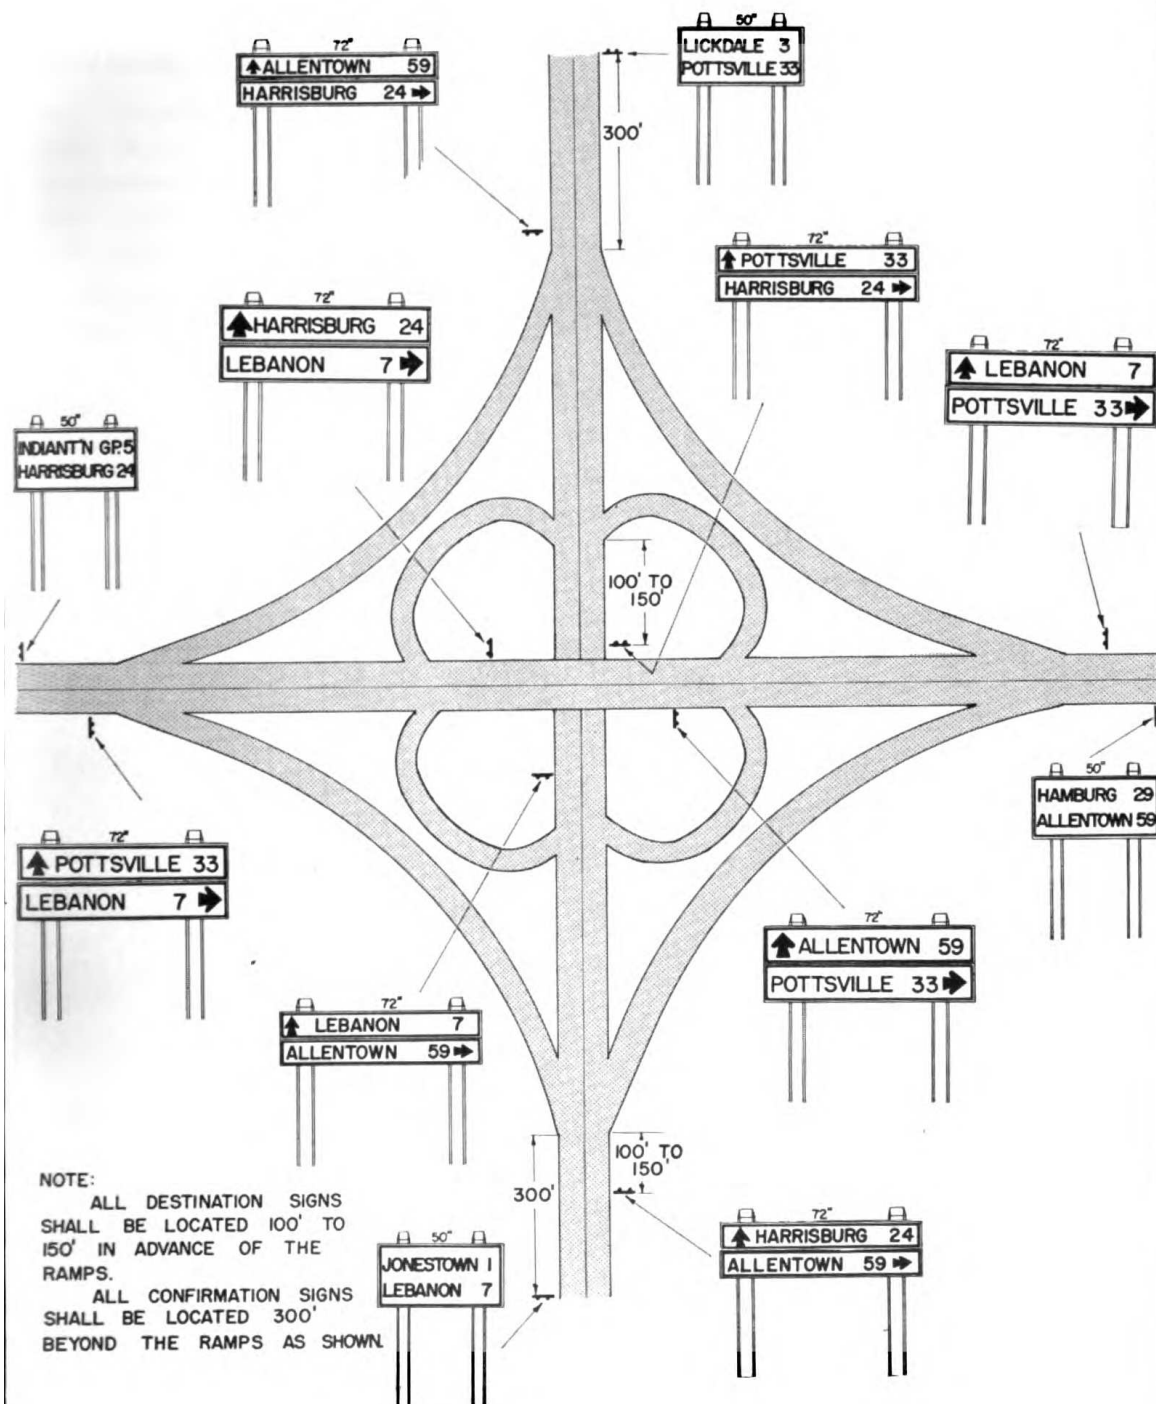 50"
LICKDALE 3
POTTSVILLE 33
72"
ALLENTOWN 59
HARRISBURG 24
300'
72"
POTTSVILLE 33
HARRISBURG 24
72"
HARRISBURG 24
LEBANON 7
72"
LEBANON 7
POTTSVILLE 33
50"
INDIANT'N GP. 5
HARRISBURG 24
100' TO
150'
50"
HAMBURG 29
ALLENTOWN 59
72"
POTTSVILLE 33
LEBANON 7
72"
ALLENTOWN 59
POTTSVILLE 33
72"
LEBANON 7
ALLENTOWN 59
100' TO
150'
300'
NOTE:
ALL DESTINATION SIGNS
SHALL BE LOCATED 100' TO
150' IN ADVANCE OF THE
RAMPS.
ALL CONFIRMATION SIGNS
SHALL BE LOCATED 300'
BEYOND THE RAMPS AS SHOWN.
50"
JONESTOWN 1
LEBANON 7
72"
HARRISBURG 24
ALLENTOWN 59